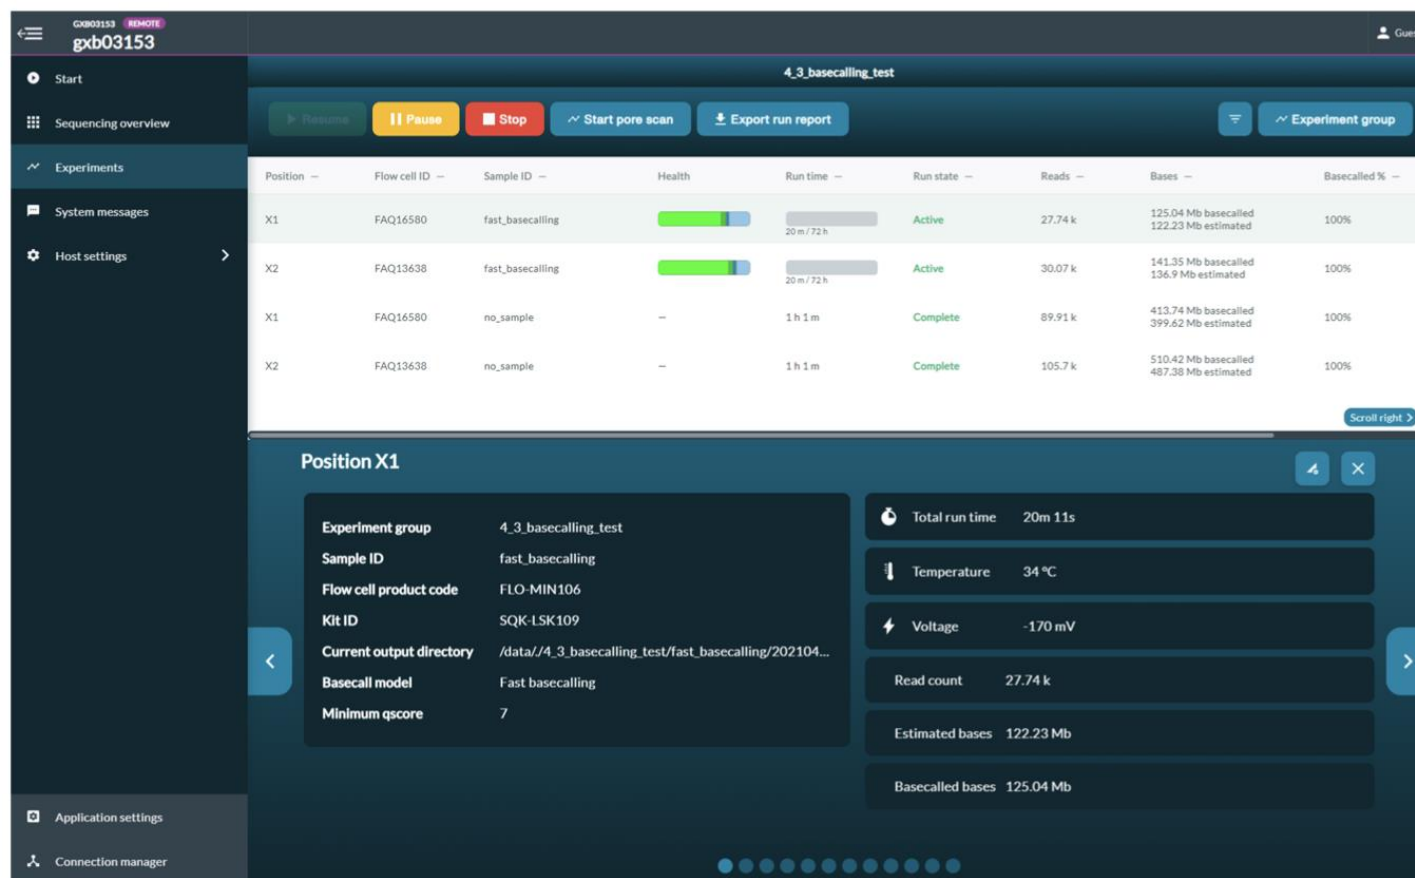 GXB03153 REMOTE
gxb03153
Gues
Start
Sequencing overview
Experiments
System messages
Host settings
Application settings
Connection manager
4_3_basecalling_test
Resume Pause Stop Start pore scan Export run report Experiment group
Position Flow cell ID Sample ID Health Run time Run state Reads Bases Basecalled %
X1 FAQ16580 fast_basecalling 20 m / 72 h Active 27.74 k 125.04 Mb basecalled 100%
122.23 Mb estimated
X2 FAQ13638 fast_basecalling 20 m / 72 h Active 30.07 k 141.35 Mb basecalled 100%
136.9 Mb estimated
X1 FAQ16580 no_sample – 1 h 1 m Complete 89.91 k 413.74 Mb basecalled 100%
399.62 Mb estimated
X2 FAQ13638 no_sample – 1 h 1 m Complete 105.7 k 510.42 Mb basecalled 100%
487.38 Mb estimated
Scroll right
Position X1
Experiment group 4_3_basecalling_test
Sample ID fast_basecalling
Flow cell product code FLO-MIN106
Kit ID SQK-LSK109
Current output directory /data/./4_3_basecalling_test/fast_basecalling/202104...
Basecall model Fast basecalling
Minimum qscore 7
Total run time 20m 11s
Temperature 34 °C
Voltage -170 mV
Read count 27.74 k
Estimated bases 122.23 Mb
Basecalled bases 125.04 Mb